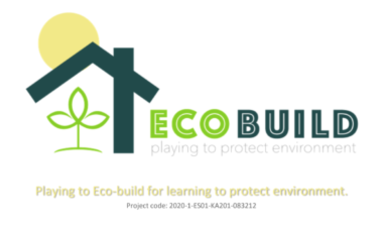 ECOBUILD
playing to protect environment
Playing to Eco-build for learning to protect environment.
Project code: 2020-1-ES01-KA201-083212